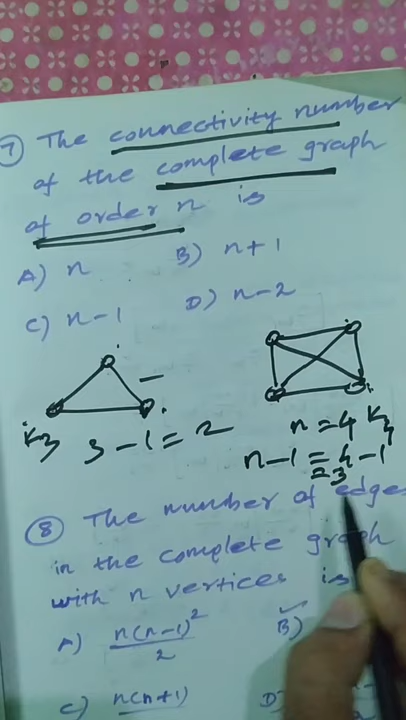 7 The connectivity number
of the complete graph
of order n is
A) n B) n+1
C) n-1 D) n-2
K3 3-1=2
n=4 K4
n-1=4-1
=3
8 The number of edges
in the complete graph
with n vertices is
A) n(n-1)²/2 B)
C) n(n+1) D)